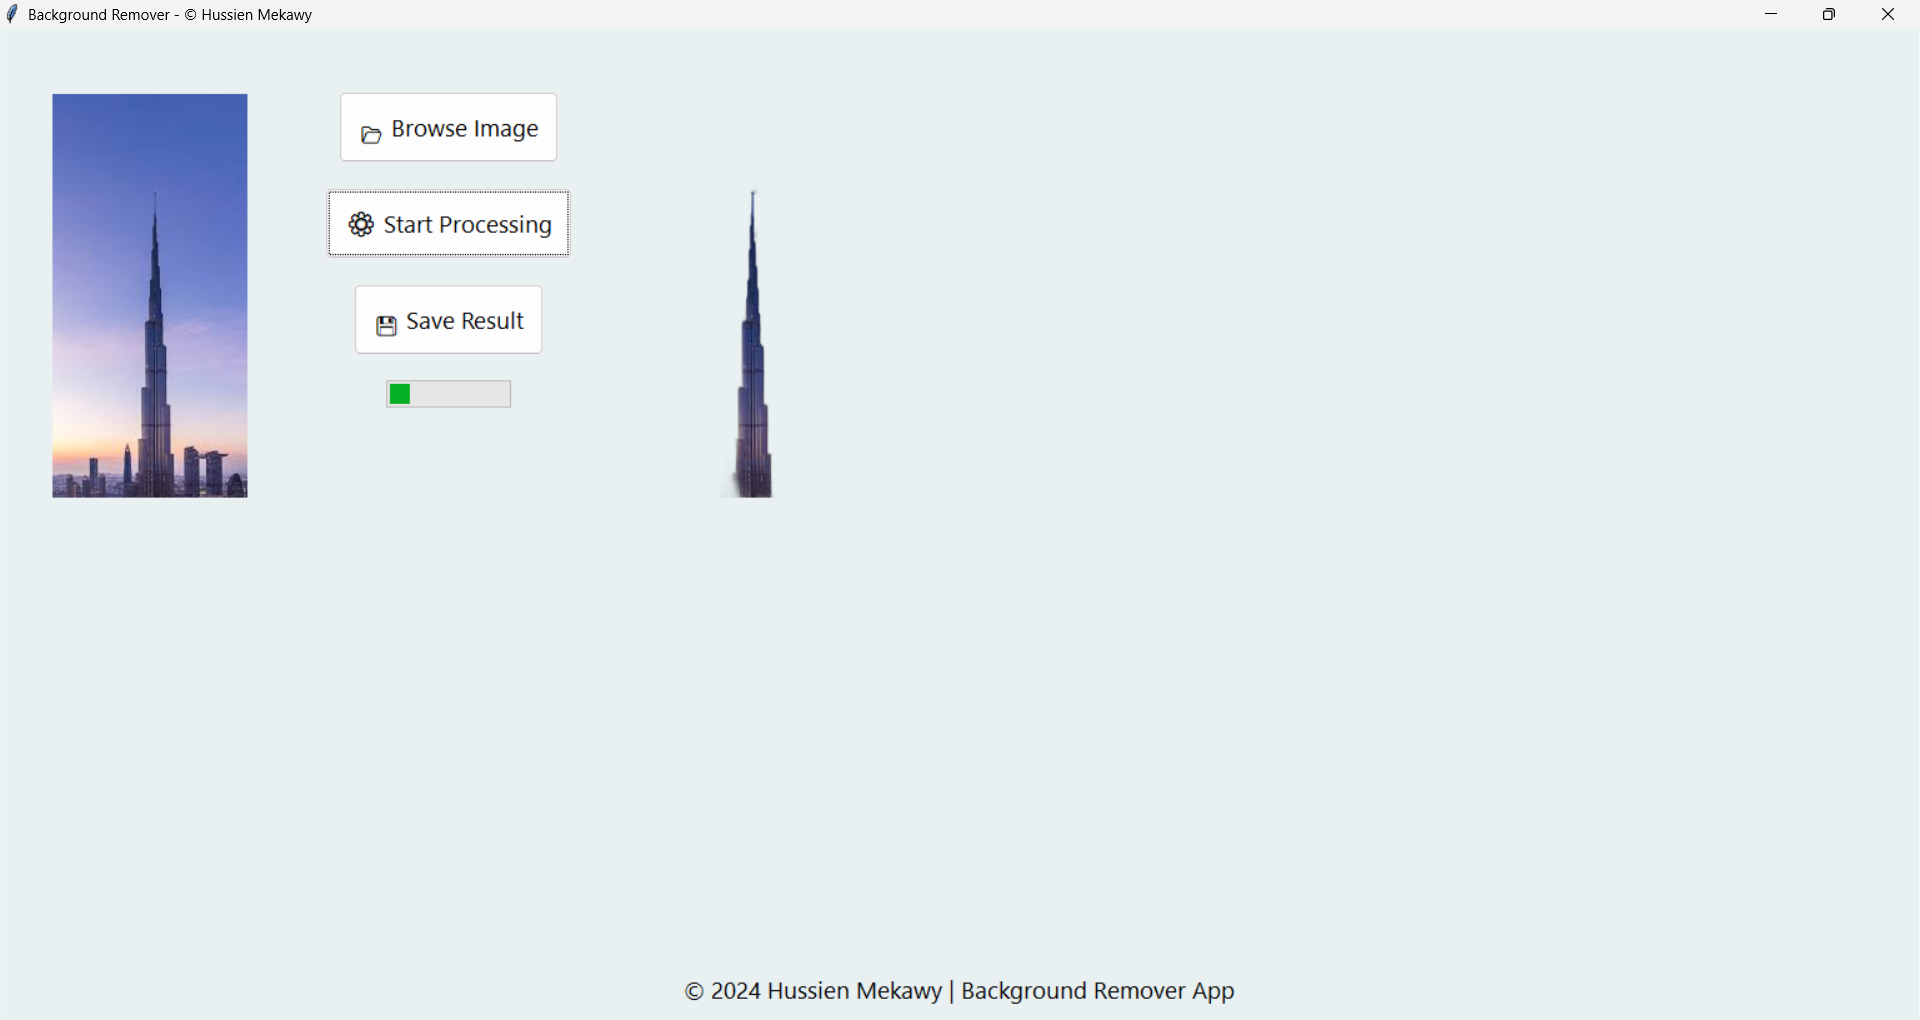 Background Remover - © Hussien Mekawy
Browse Image
Start Processing
Save Result
© 2024 Hussien Mekawy | Background Remover App